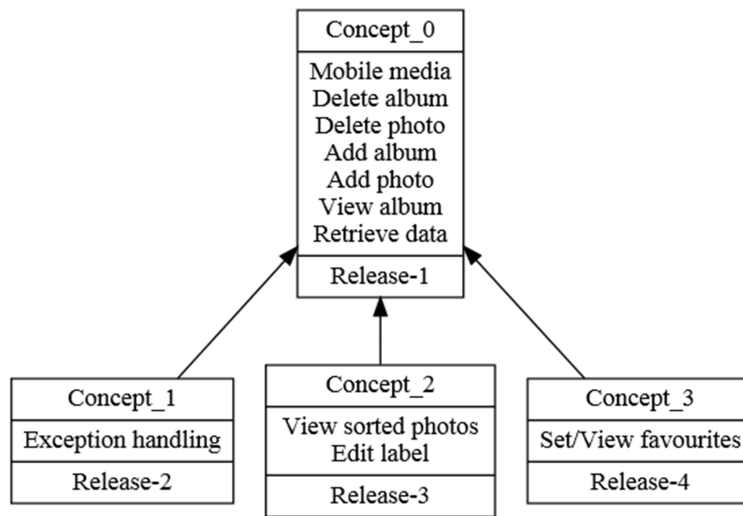 Concept_0
Mobile media
Delete album
Delete photo
Add album
Add photo
View album
Retrieve data
Release-1
Concept_1
Exception handling
Release-2
Concept_2
View sorted photos
Edit label
Release-3
Concept_3
Set/View favourites
Release-4